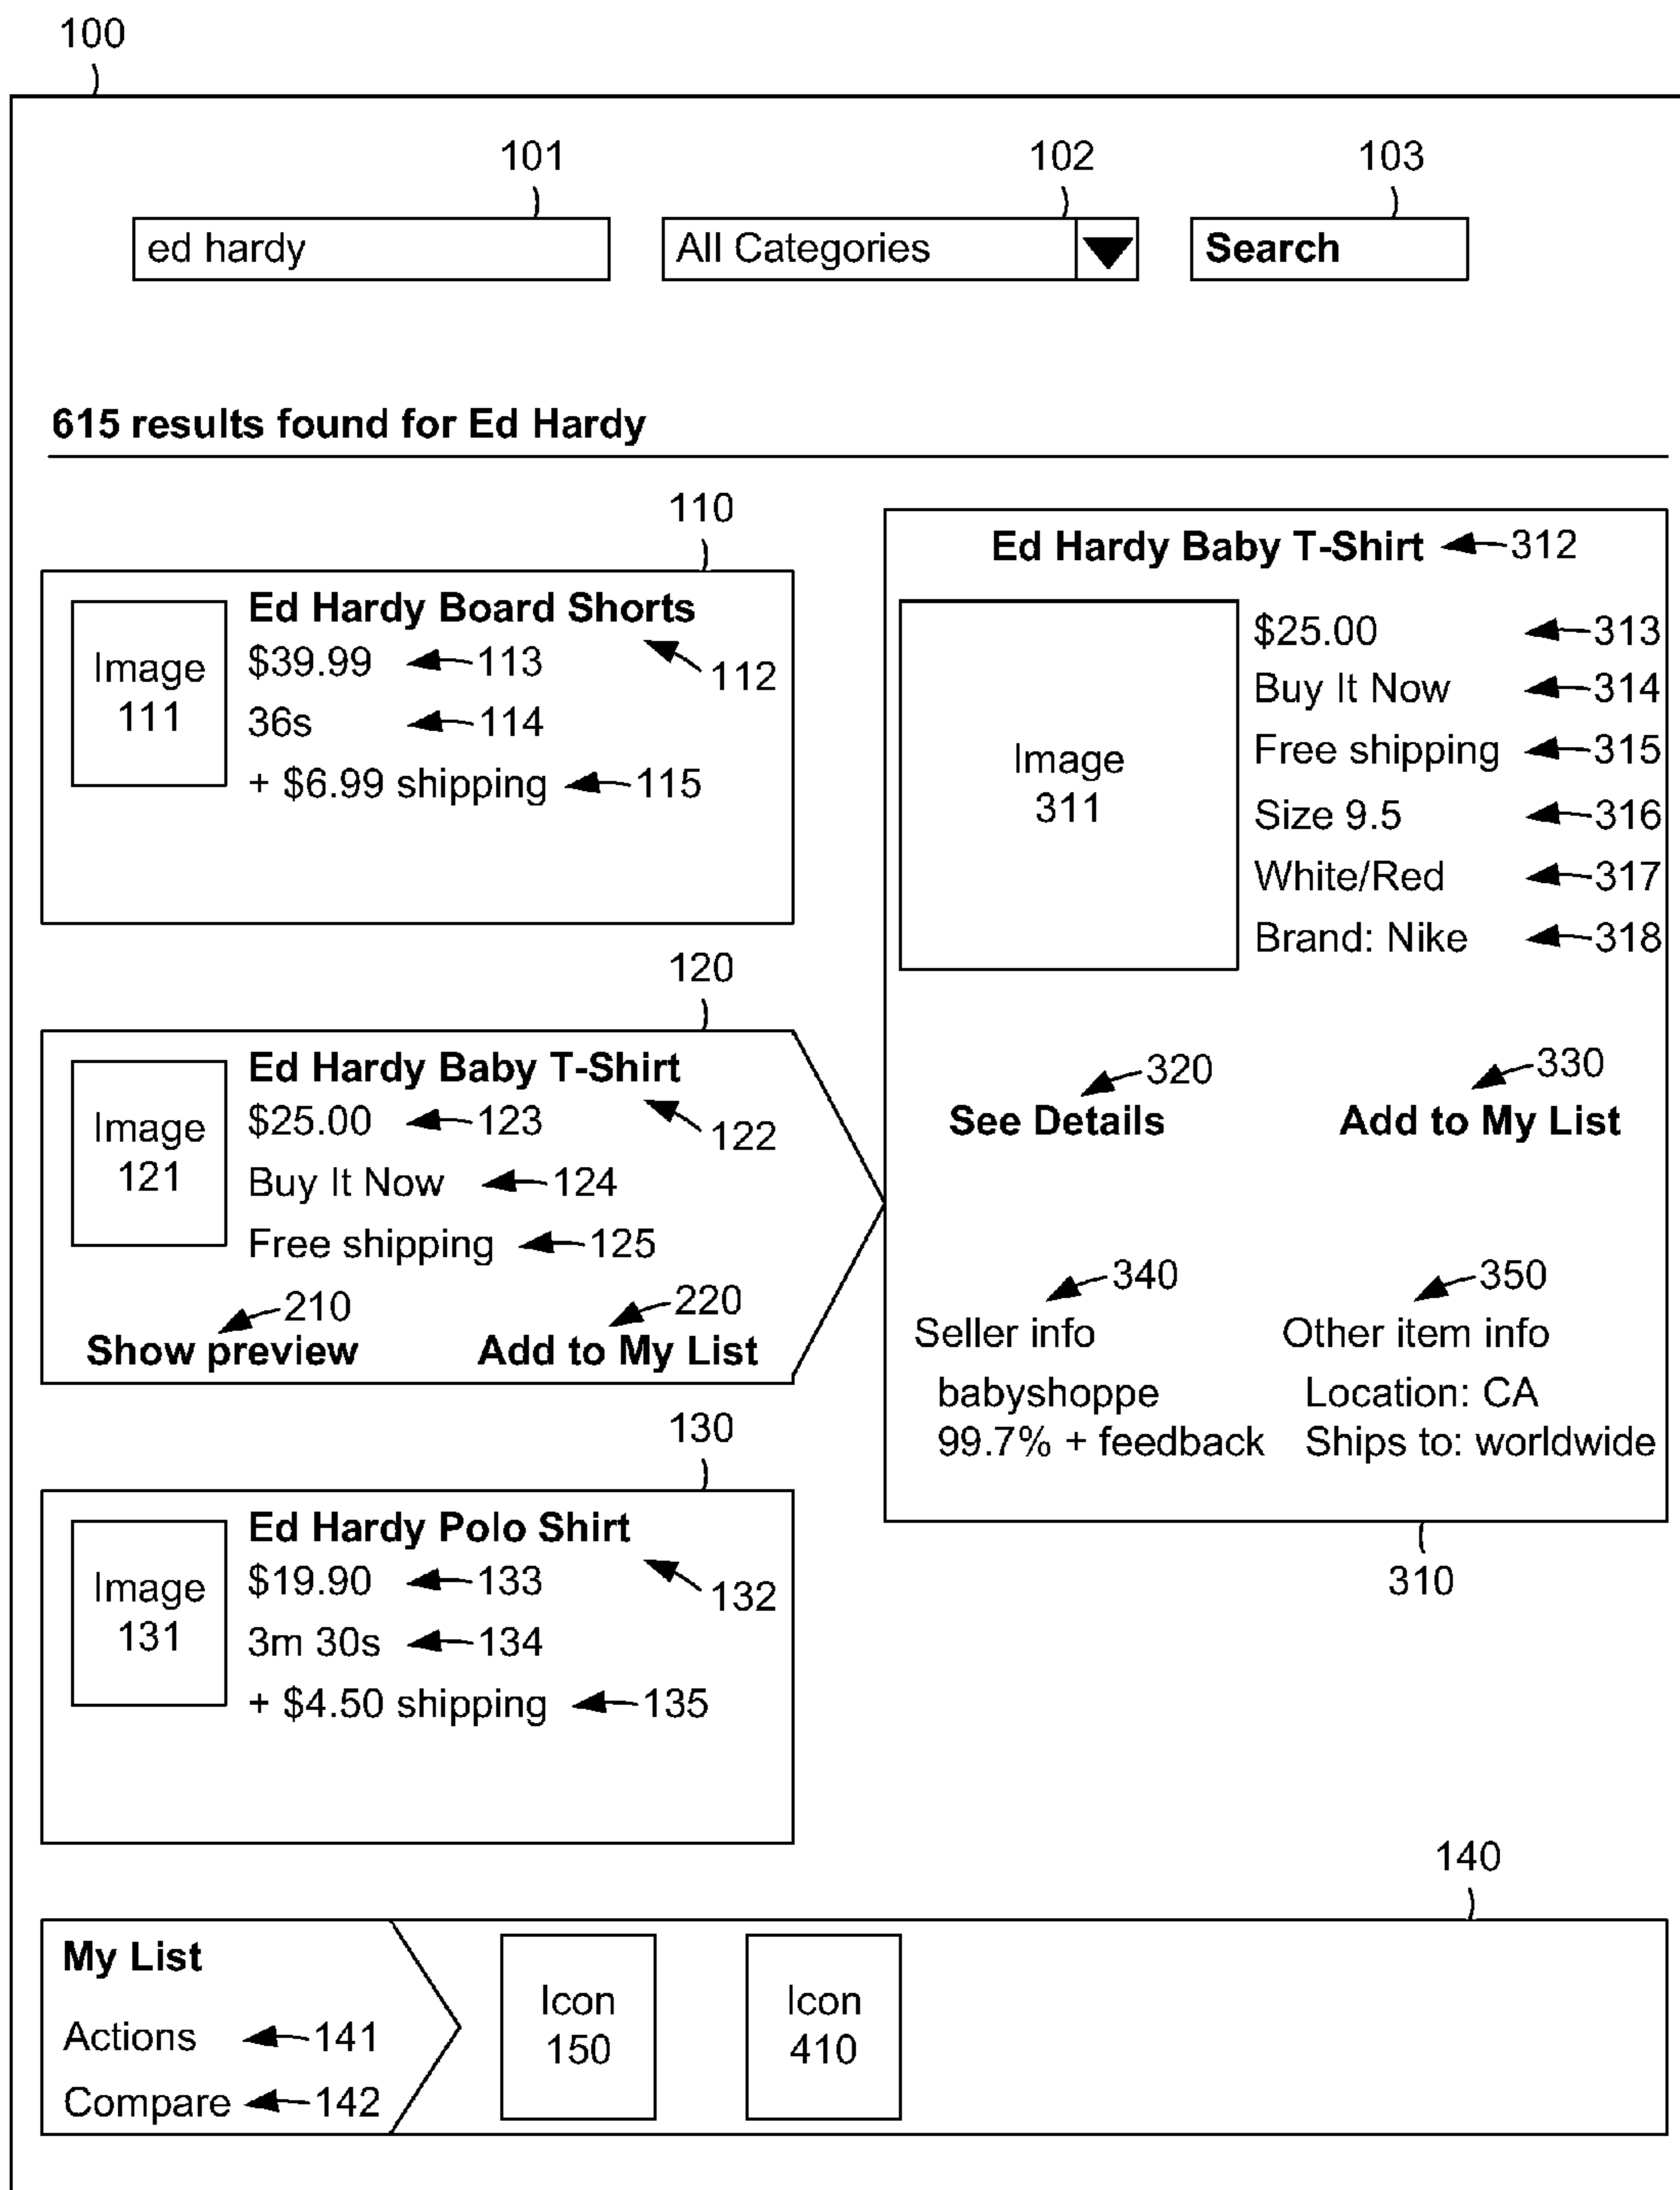 100
101
102
103
ed hardy
All Categories
Search
615 results found for Ed Hardy
110
Ed Hardy Board Shorts
112
Image
111
$39.99
113
36s
114
+ $6.99 shipping
115
120
Ed Hardy Baby T-Shirt
122
Image
121
$25.00
123
Buy It Now
124
Free shipping
125
210
220
Show preview
Add to My List
130
Ed Hardy Polo Shirt
132
Image
131
$19.90
133
3m 30s
134
+ $4.50 shipping
135
Ed Hardy Baby T-Shirt
312
Image
311
$25.00
313
Buy It Now
314
Free shipping
315
Size 9.5
316
White/Red
317
Brand: Nike
318
320
330
See Details
Add to My List
340
350
Seller info
babyshoppe
99.7% + feedback
Other item info
Location: CA
Ships to: worldwide
310
140
My List
Actions
141
Compare
142
Icon
150
Icon
410